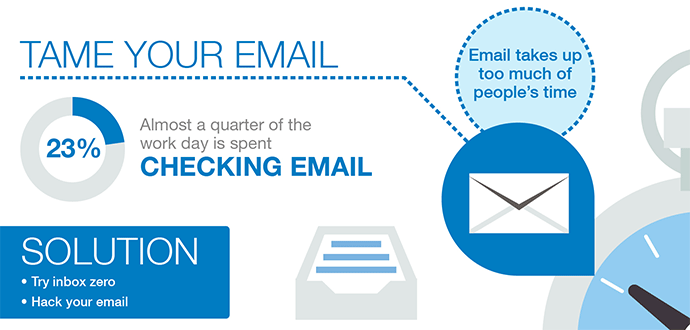 TAME YOUR EMAIL
Email takes up
too much of
people's time
23%
Almost a quarter of the
work day is spent
CHECKING EMAIL
SOLUTION
• Try inbox zero
• Hack your email